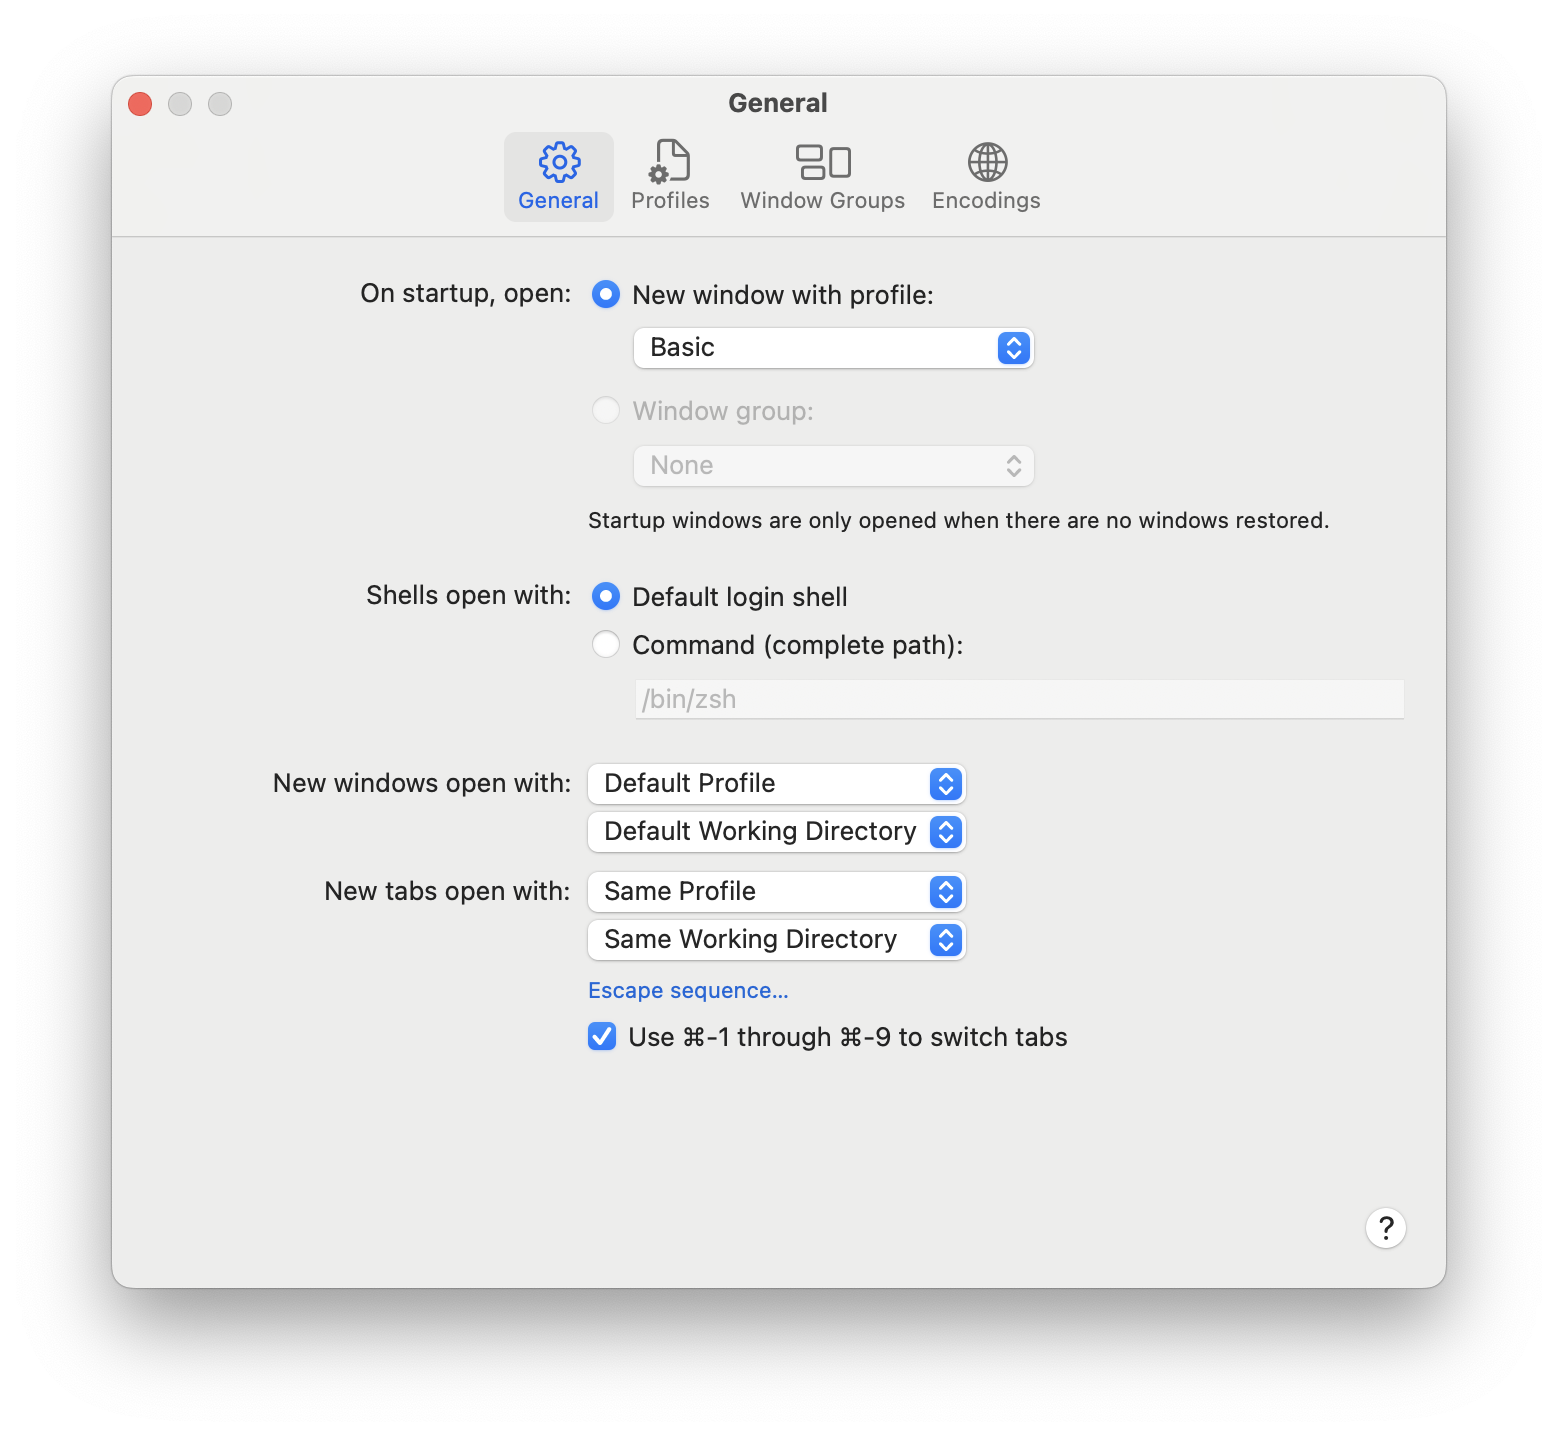 General
General Profiles Window Groups Encodings
On startup, open: New window with profile:
Basic
Window group:
None
Startup windows are only opened when there are no windows restored.
Shells open with: Default login shell
Command (complete path):
/bin/zsh
New windows open with: Default Profile
Default Working Directory
New tabs open with: Same Profile
Same Working Directory
Escape sequence...
Use ⌘-1 through ⌘-9 to switch tabs
?